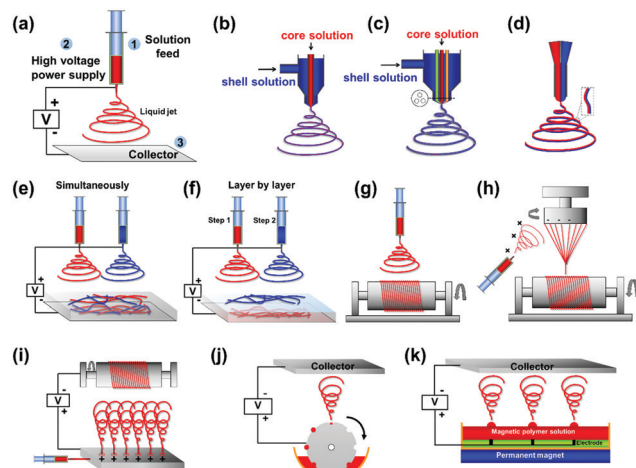 (a)
2
1
Solution
feed
High voltage
power supply
+
V
-
Liquid jet
3
Collector
(b)
core solution
shell solution
(c)
core solution
shell solution
(d)
(e)
Simultaneously
+
V
-
(f)
Layer by layer
Step 1
Step 2
+
V
-
(g)
(h)
- - -
(i)
-
V
+
+ + + + + +
(j)
Collector
-
V
+
(k)
Collector
-
V
+
Magnetic polymer solution
Electrode
Permanent magnet